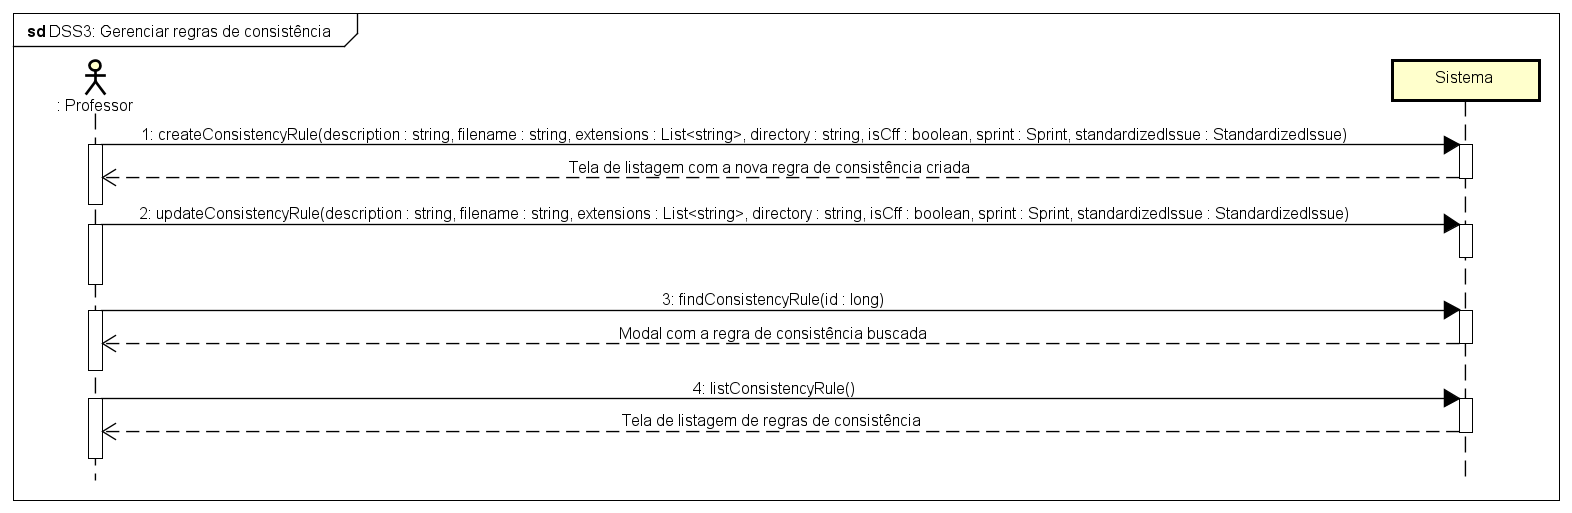 sd DSS3: Gerenciar regras de consistência
: Professor
Sistema
1: createConsistencyRule(description : string, filename : string, extensions : List<string>, directory : string, isCff : boolean, sprint : Sprint, standardizedIssue : StandardizedIssue)
Tela de listagem com a nova regra de consistência criada
2: updateConsistencyRule(description : string, filename : string, extensions : List<string>, directory : string, isCff : boolean, sprint : Sprint, standardizedIssue : StandardizedIssue)
3: findConsistencyRule(id : long)
Modal com a regra de consistência buscada
4: listConsistencyRule()
Tela de listagem de regras de consistência